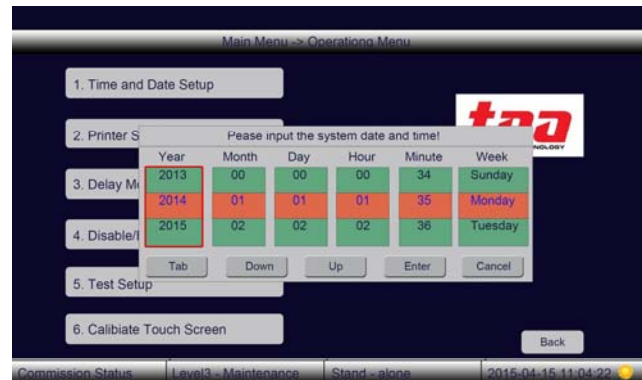 Main Menu -> Operationg Menu
1. Time and Date Setup
2. Printer S
Pease input the system date and time!
Year Month Day Hour Minute Week
2013 00 00 00 34 Sunday
2014 01 01 01 35 Monday
2015 02 02 02 36 Tuesday
3. Delay Mo
4. Disable/
Tab Down Up Enter Cancel
5. Test Setup
6. Calibiate Touch Screen
Back
Commission Status Level3 - Maintenance Stand - alone 2015-04-15 11:04:22